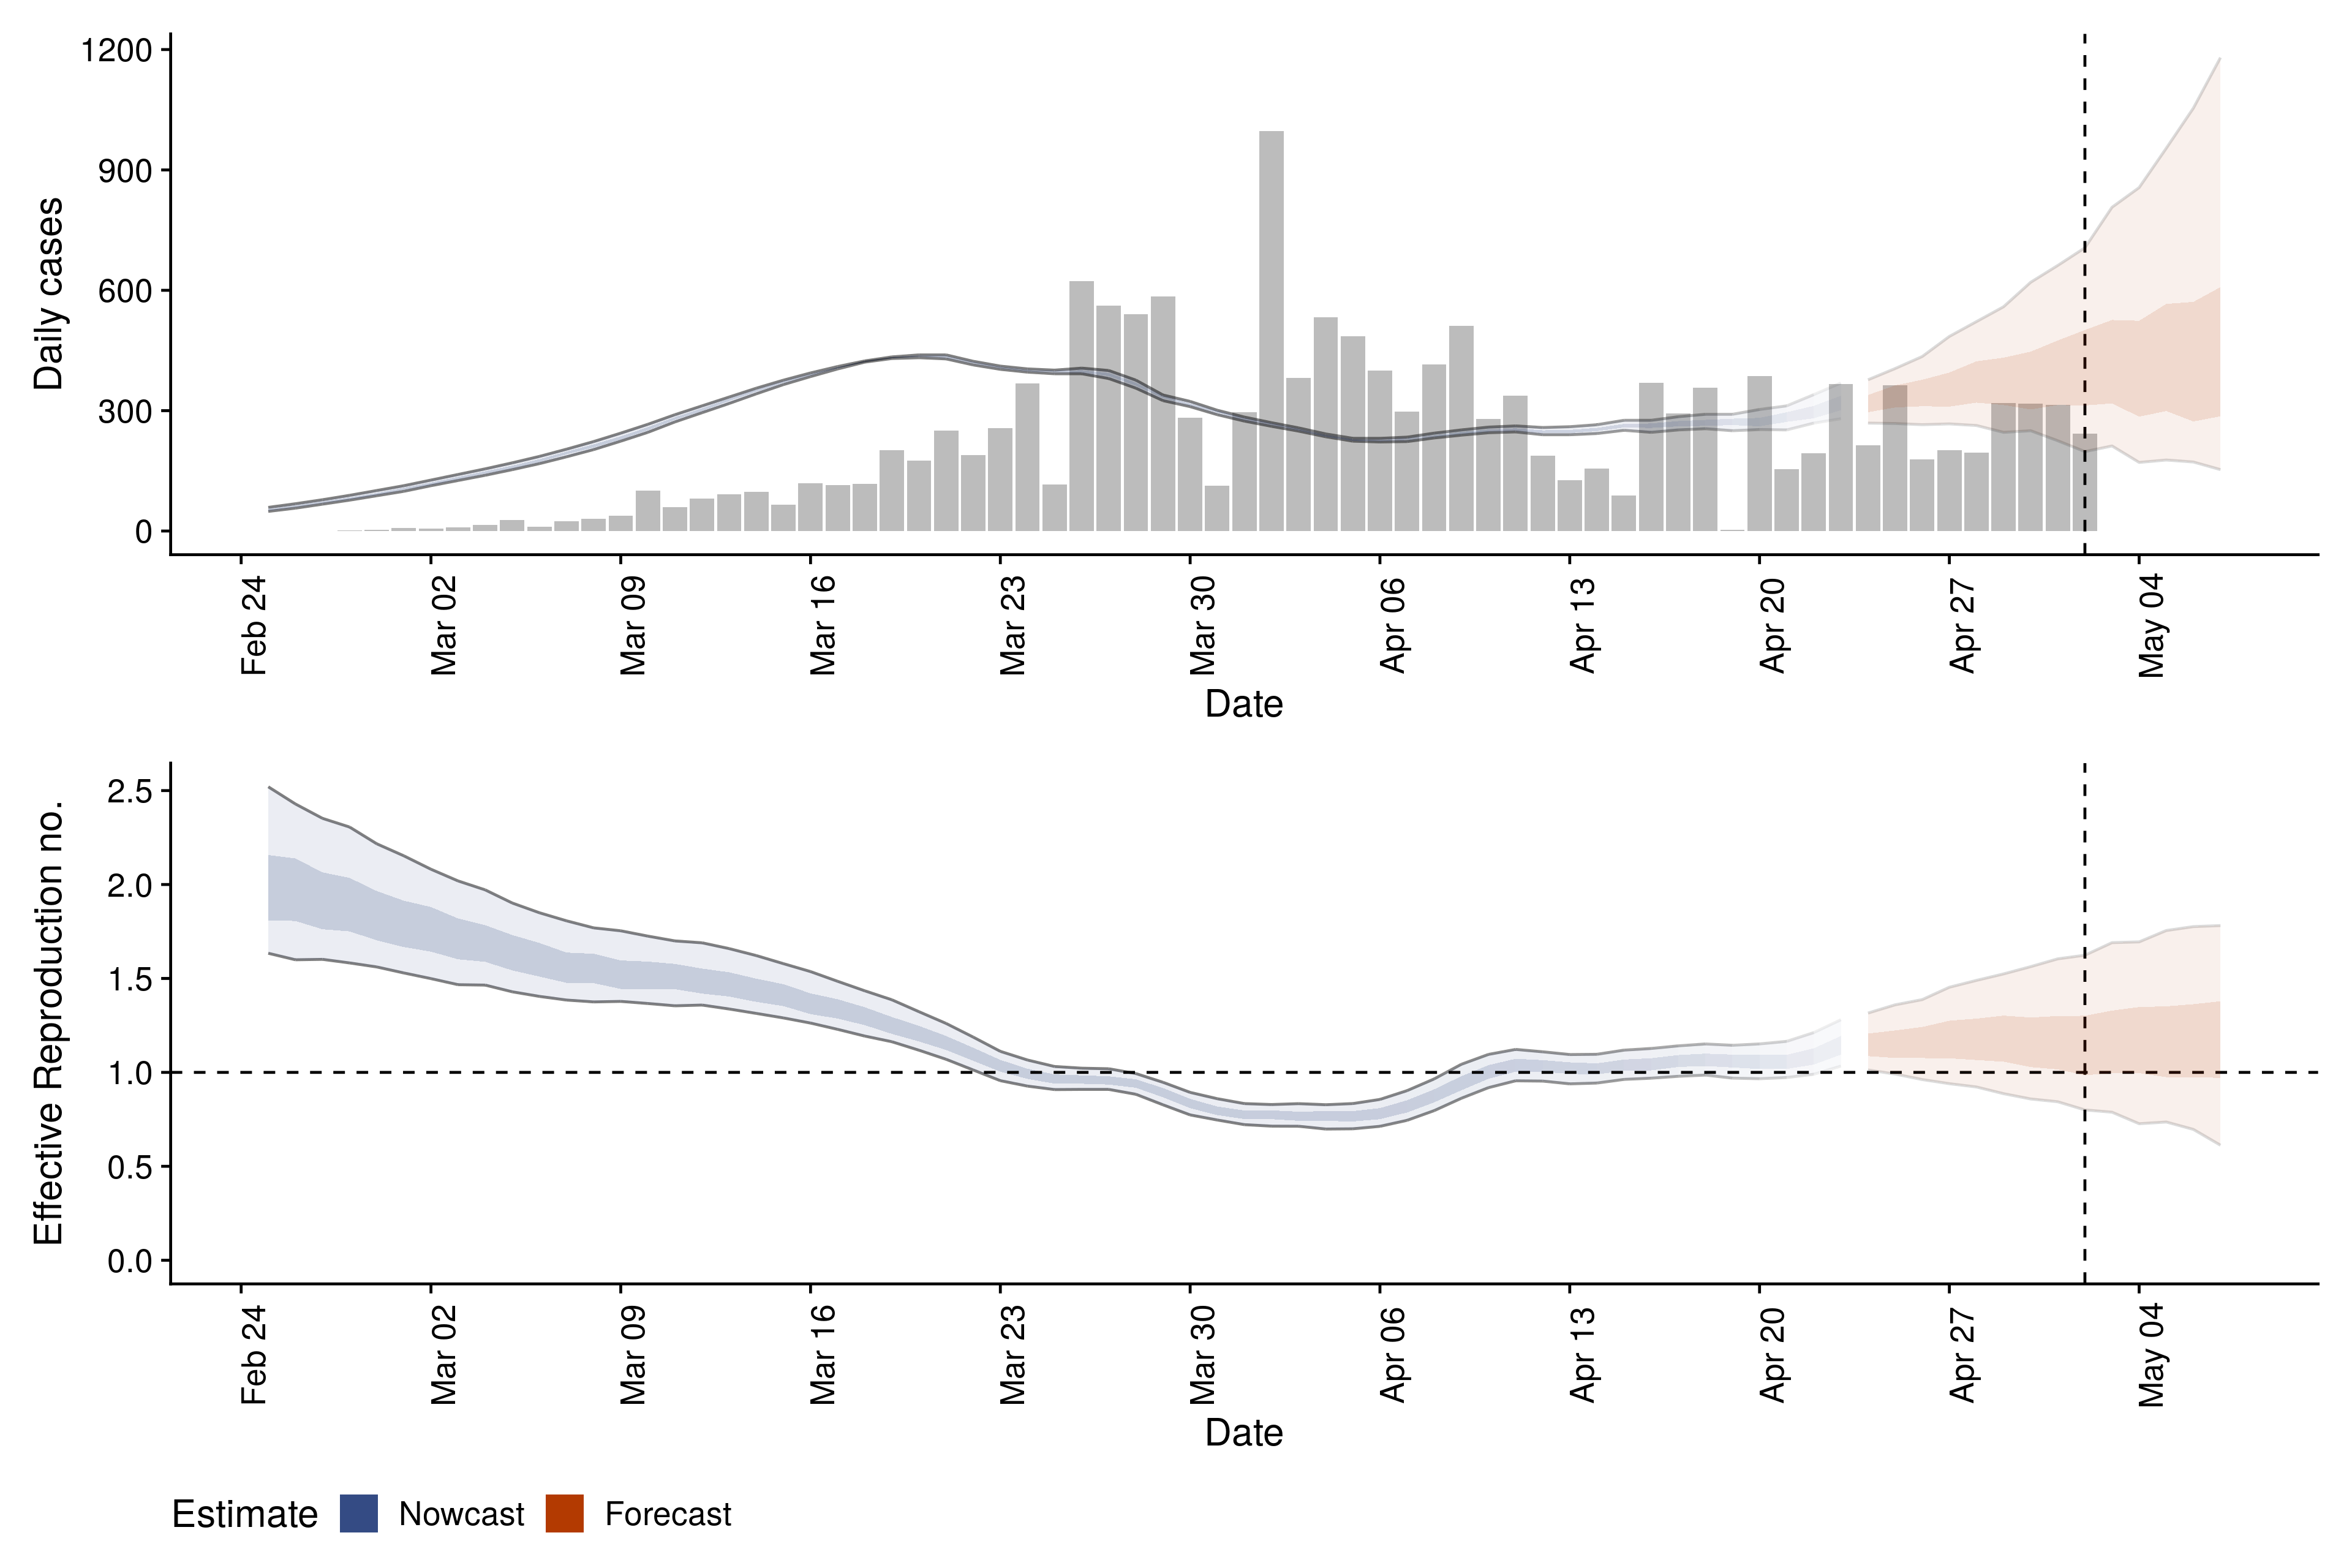 1200
900
600
300
0
Daily cases
Feb 24
Mar 02
Mar 09
Mar 16
Mar 23
Mar 30
Apr 06
Apr 13
Apr 20
Apr 27
May 04
Date
2.5
2.0
1.5
1.0
0.5
0.0
Effective Reproduction no.
Feb 24
Mar 02
Mar 09
Mar 16
Mar 23
Mar 30
Apr 06
Apr 13
Apr 20
Apr 27
May 04
Date
Estimate Nowcast Forecast